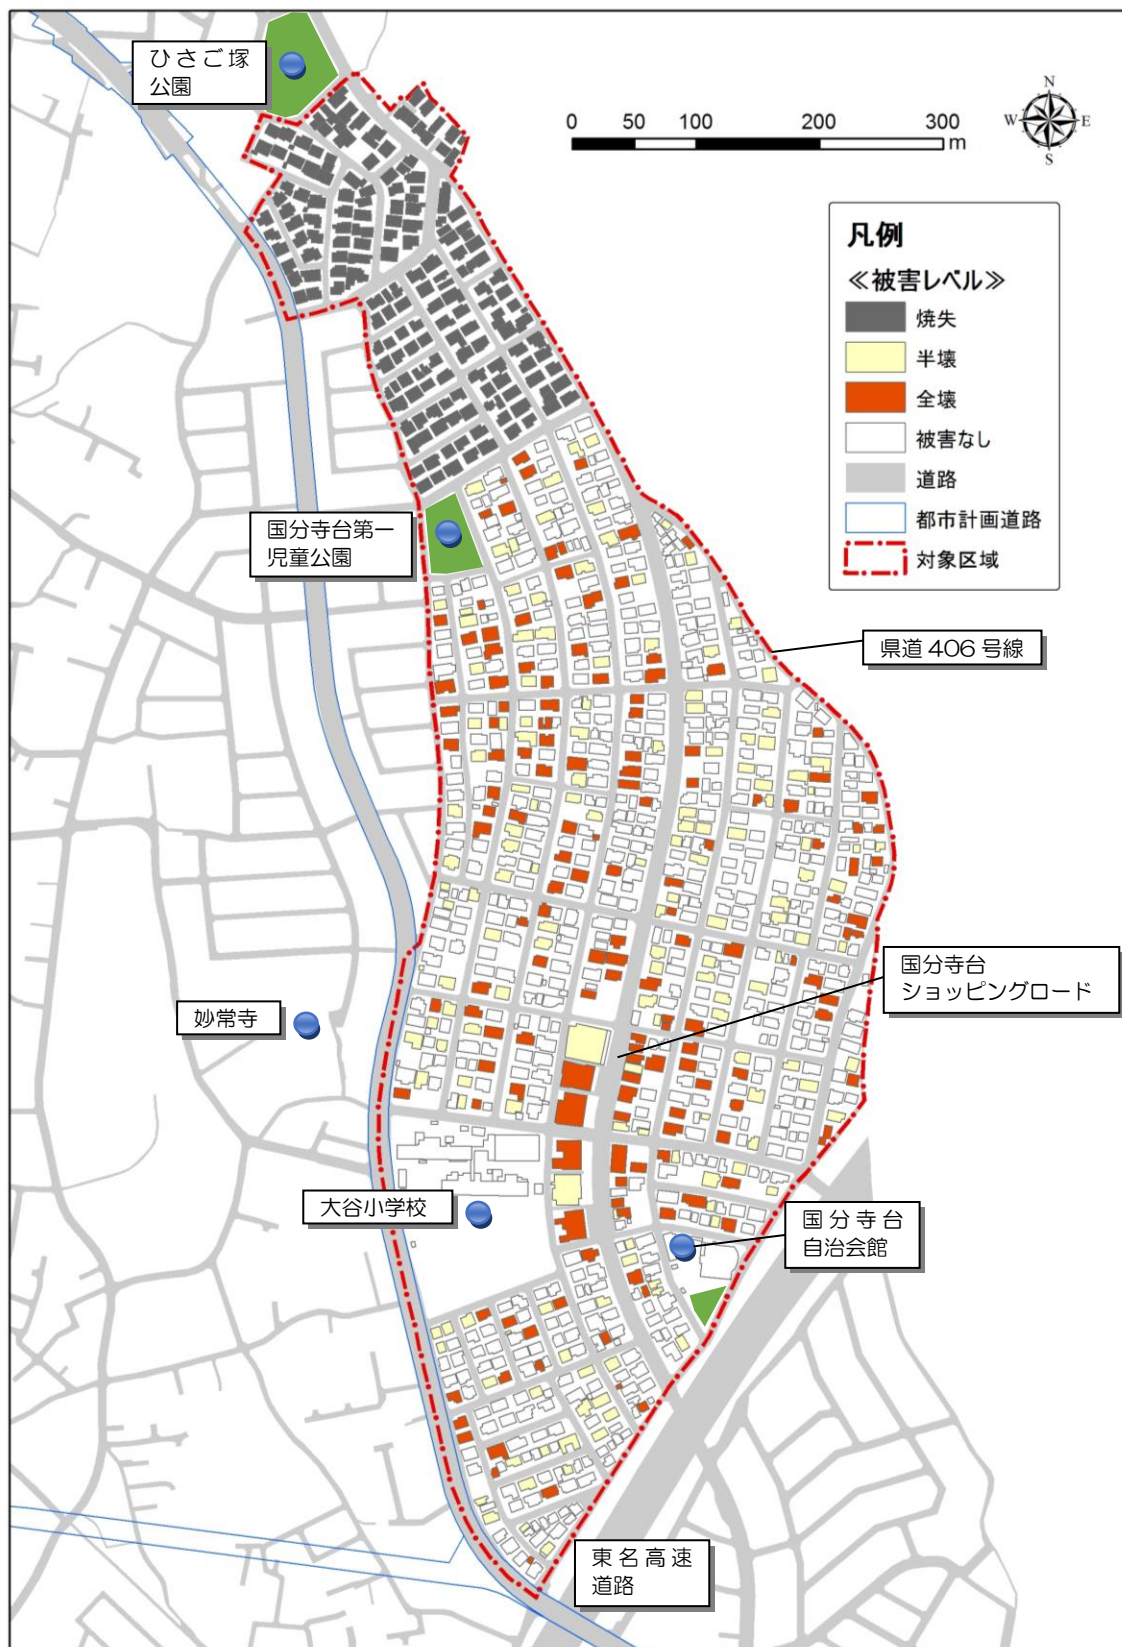 ひさご塚
公園
0 50 100 200 300
m
N
W E
S
凡例
≪被害レベル≫
焼失
半壊
全壊
被害なし
道路
都市計画道路
対象区域
国分寺台第一
児童公園
県道 406 号線
国分寺台
ショッピングロード
妙常寺
大谷小学校
国分寺台
自治会館
東名高速
道路